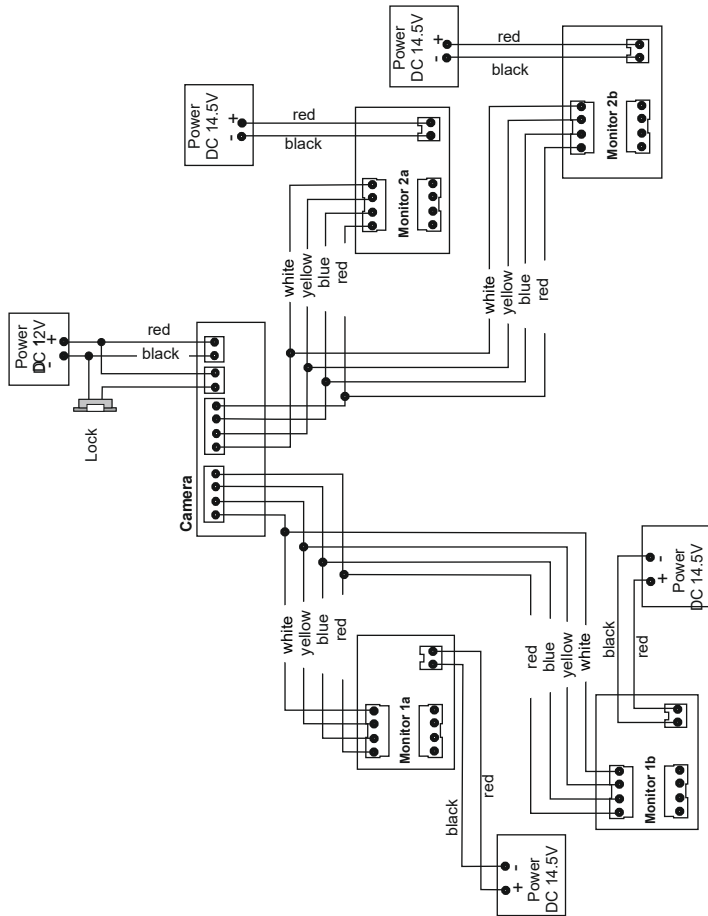 Power
DC 14.5V
- +
red
black
Monitor 2b
Power
DC 14.5V
- +
red
black
Monitor 2a
white
yellow
blue
red
white
yellow
blue
red
Power
DC 12V
- +
red
black
Lock
Camera
white
yellow
blue
red
Monitor 1a
black
red
Power
DC 14.5V
+ -
red
blue
yellow
white
Monitor 1b
black
red
Power
DC 14.5V
+ -